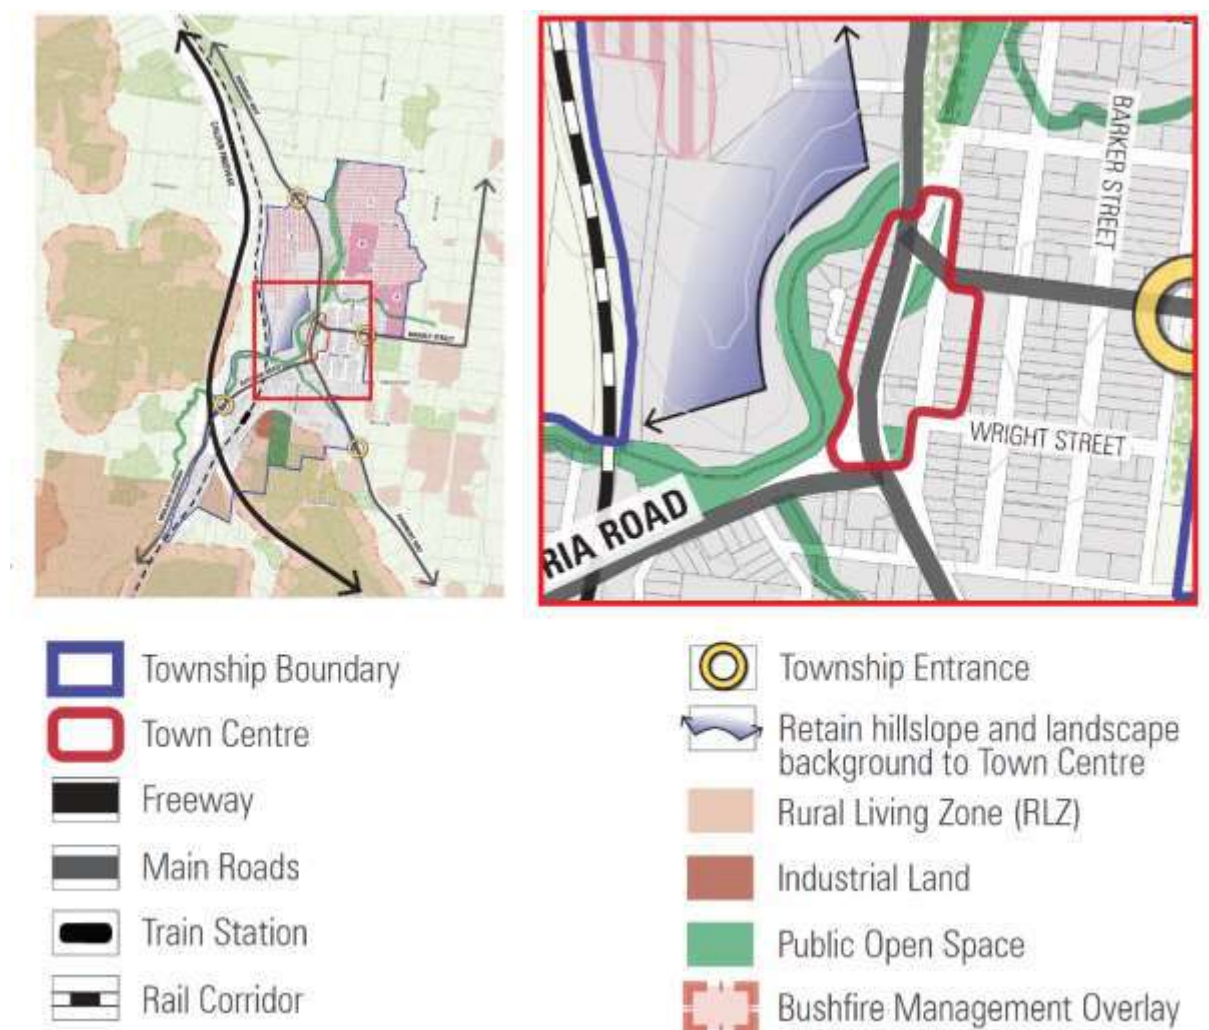 BARKER STREET
WRIGHT STREET
RIA ROAD
Township Boundary
Town Centre
Freeway
Main Roads
Train Station
Rail Corridor
Township Entrance
Retain hillslope and landscape
background to Town Centre
Rural Living Zone (RLZ)
Industrial Land
Public Open Space
Bushfire Management Overlay